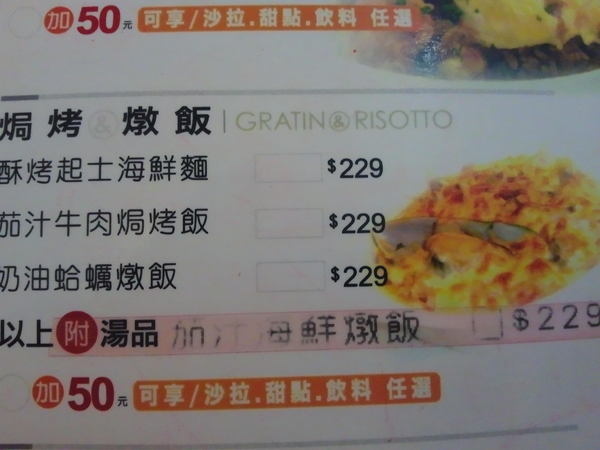 加 50元 可享/沙拉.甜點.飲料 任選
焗烤&燉飯 | GRATIN&RISOTTO
酥烤起士海鮮麵 $229
茄汁牛肉焗烤飯 $229
奶油蛤蠣燉飯 $229
以上附湯品 茄汁海鮮燉飯 $229
加 50元 可享/沙拉.甜點.飲料 任選